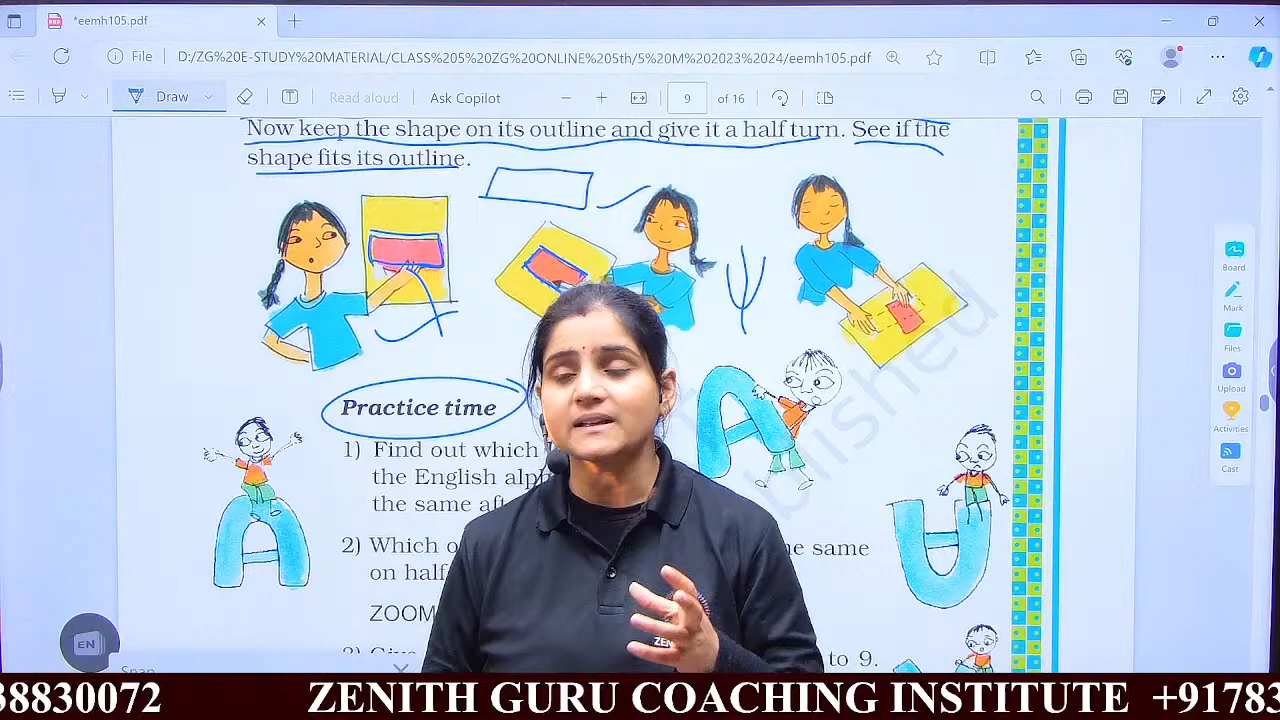 *eemh105.pdf
File
D:/ZG%20E-STUDY%20MATERIAL/CLASS%205%20ZG%20ONLINE%205th/5%20M%202023%2024/eemh105.pdf
Draw
Read aloud
Ask Copilot
9
of 16
Now keep the shape on its outline and give it a half turn. See if the
shape fits its outline.
Board
Mark
Files
Upload
Activities
Cast
Practice time
1) Find out which
the English
the same
2) Which
same
on half
ZOOM
EN
to 9.
38830072 ZENITH GURU COACHING INSTITUTE +91783